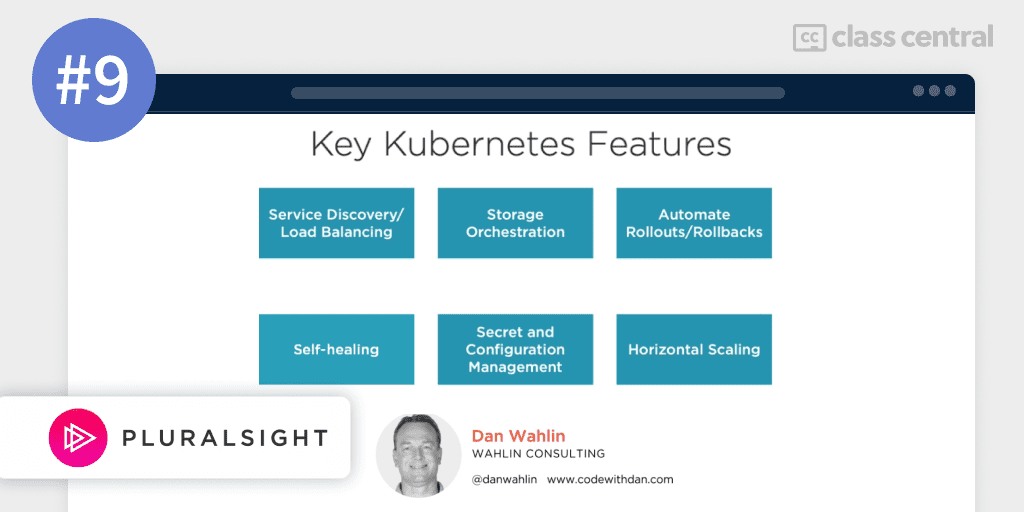 #9
cc class central
Key Kubernetes Features
Service Discovery/
Load Balancing
Storage
Orchestration
Automate
Rollouts/Rollbacks
Self-healing
Secret and
Configuration
Management
Horizontal Scaling
PLURALSIGHT
Dan Wahlin
WAHLIN CONSULTING
@danwahlin www.codewithdan.com